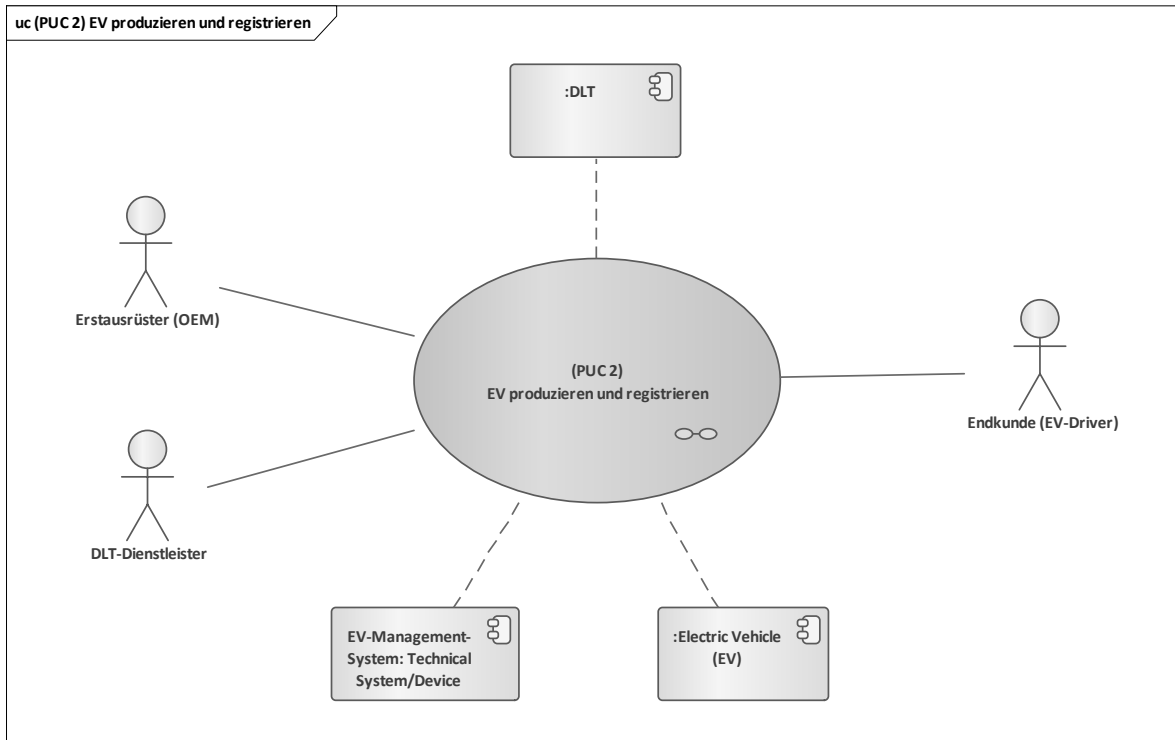 uc (PUC 2) EV produzieren und registrieren
:DLT
Erstausrüster (OEM)
(PUC 2)
EV produzieren und registrieren
Endkunde (EV-Driver)
DLT-Dienstleister
EV-Management-
System: Technical
System/Device
:Electric Vehicle
(EV)